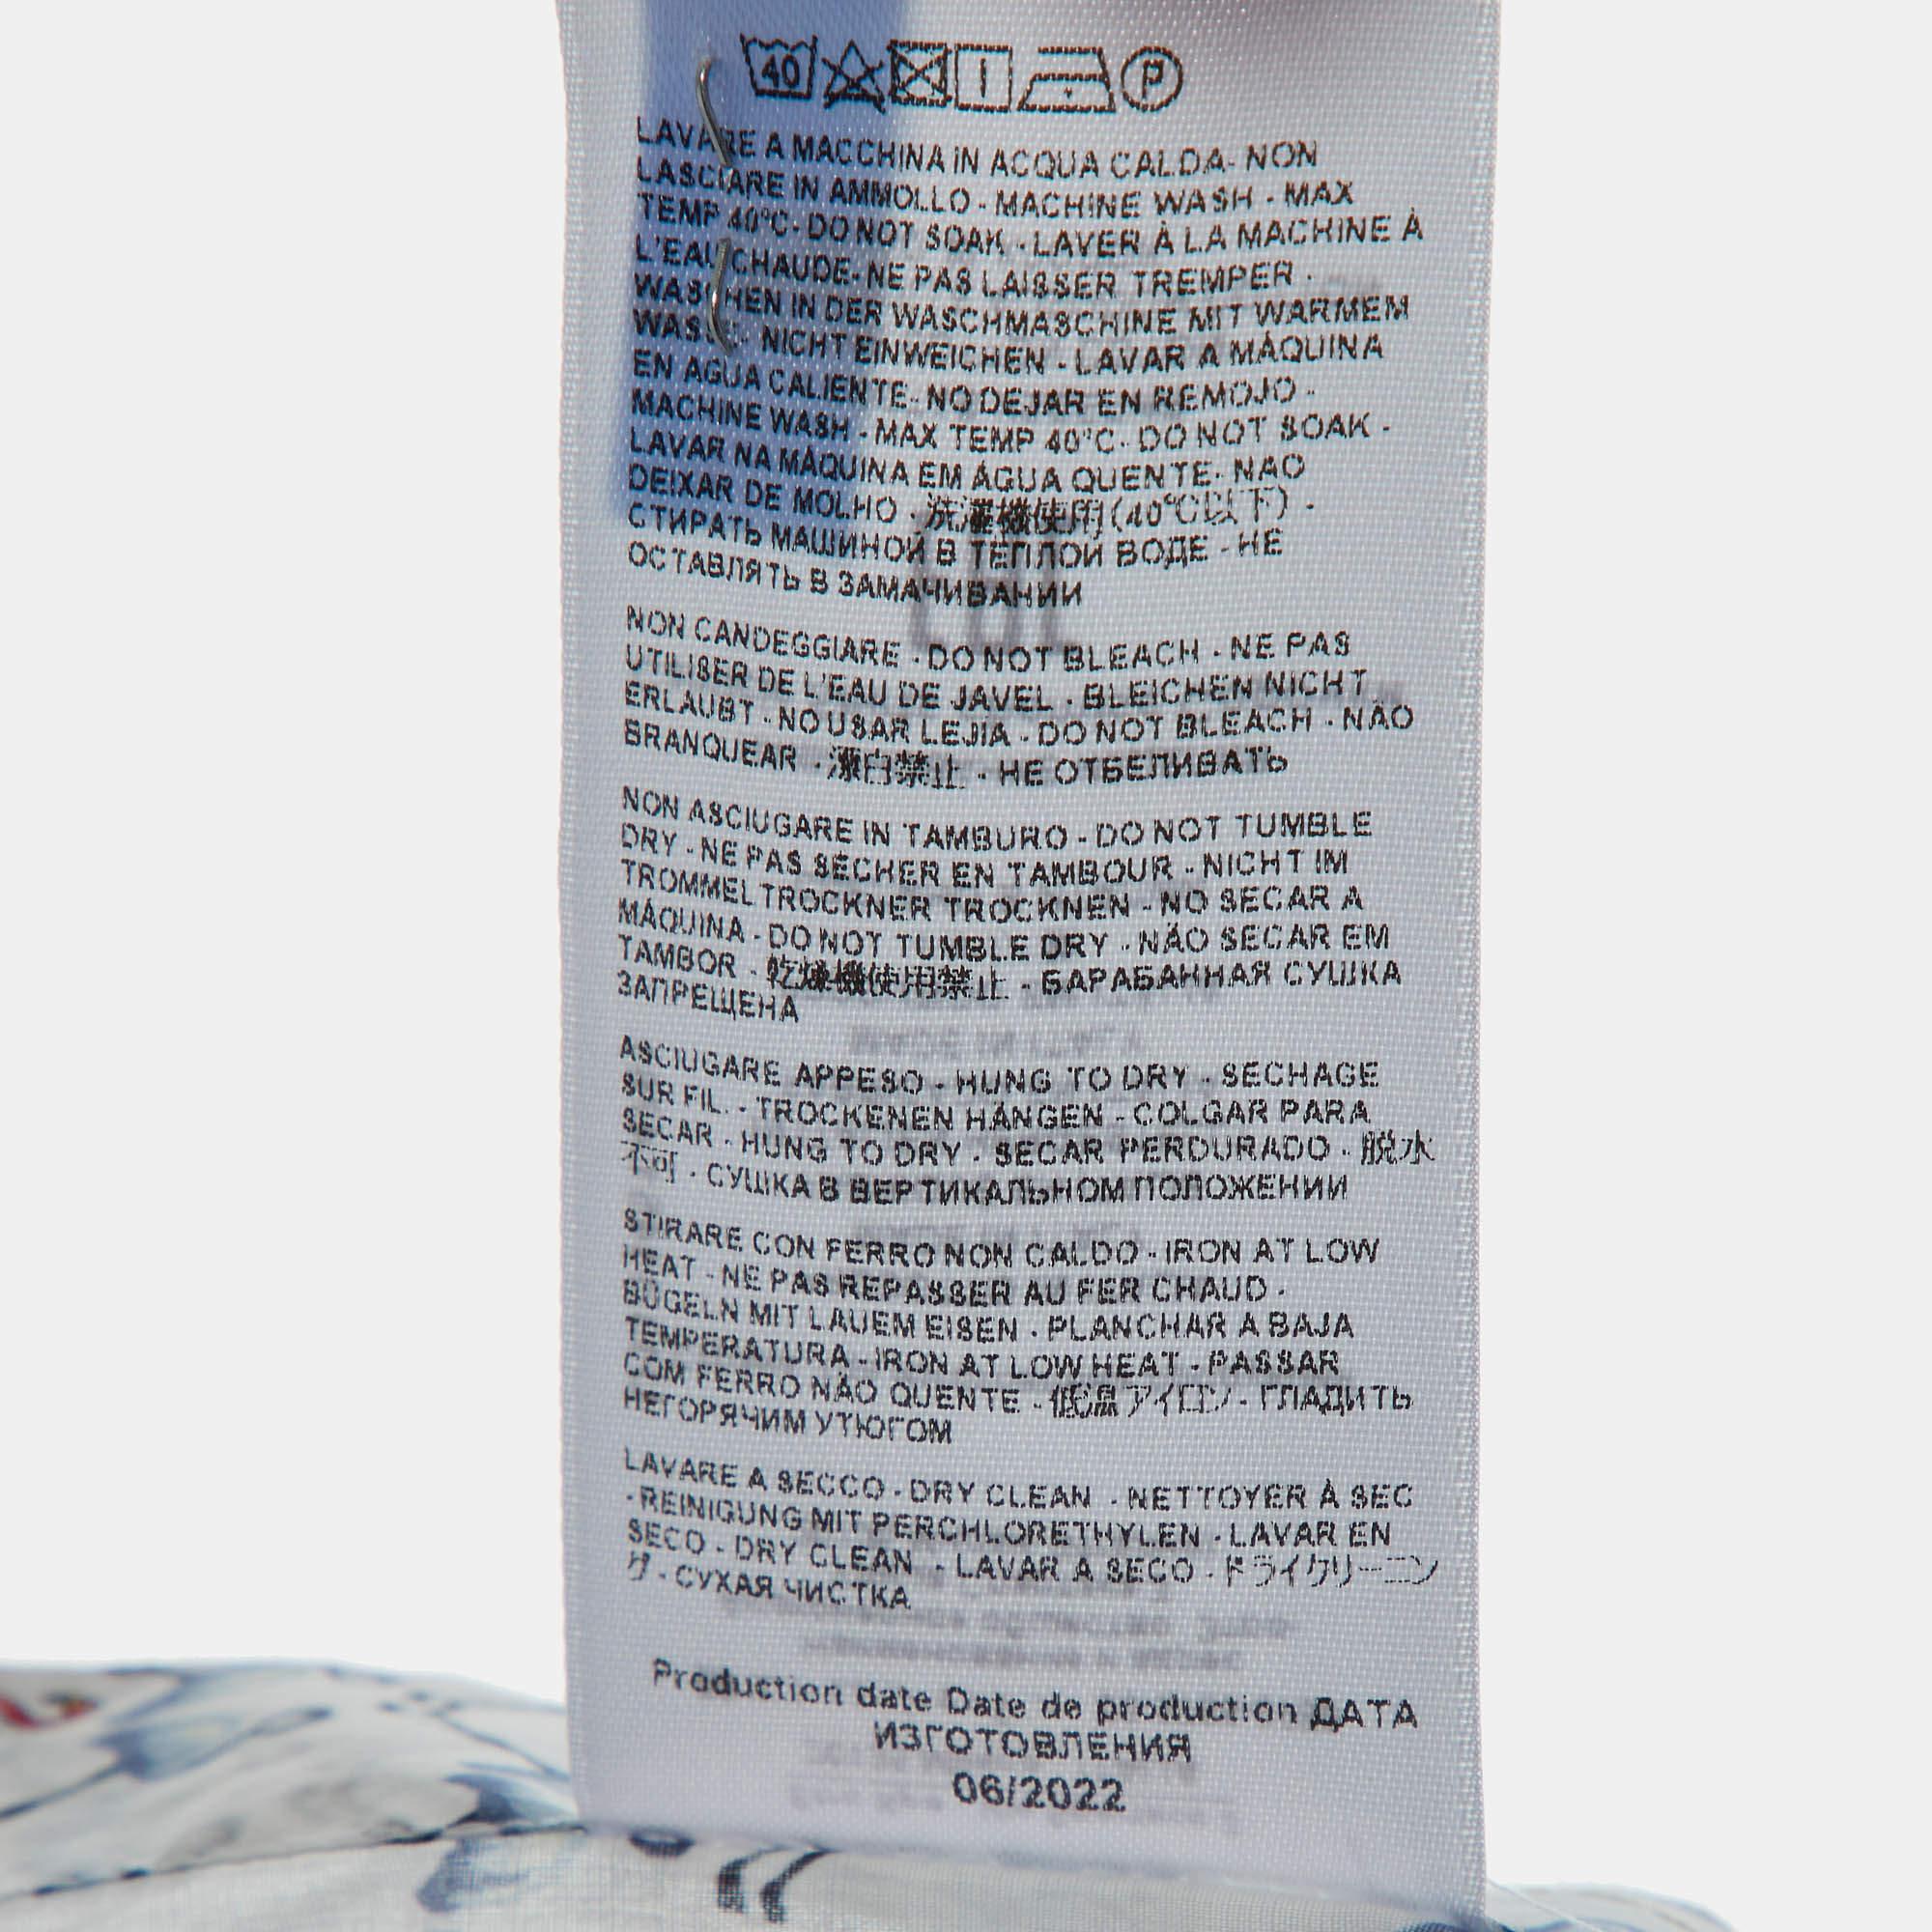 40 P
LAVARE A MACCHINA IN ACQUA CALDA- NON
LASCIARE IN AMMOLLO - MACHINE WASH - MAX
TEMP 40°C- DO NOT SOAK - LAVER À LA MACHINE À
L'EAU CHAUDE- NE PAS LAISSER TREMPER -
WASCHEN IN DER WASCHMASCHINE MIT WARMEM
NICHT EINWEICHEN - LAVAR A MÁQUINA
EN AGUA CALIENTE- NO DEJAR EN REMOJO -
MACHINE WASH - MAX TEMP 40°C- DO NOT SOAK -
LAVAR NA MÁQUINA EM ÁGUA QUENTE- NAO
DEIXAR DE MOLHO - 洗濯機使用(40℃以下) -
СТИРАТЬ МАШИНОЙ В ТЕПЛОЙ ВОДЕ - НЕ
ОСТАВЛЯТЬ В ЗАМАЧИВАНИИ
NON CANDEGGIARE - DO NOT BLEACH - NE PAS
UTILISER DE L'EAU DE JAVEL - BLEICHEN NICHT
ERLAUBT - NO USAR LEJÍA - DO NOT BLEACH - NÃO
BRANQUEAR - 漂白禁止 - НЕ ОТБЕЛИВАТЬ
NON ASCIUGARE IN TAMBURO - DO NOT TUMBLE
DRY - NE PAS SÉCHER EN TAMBOUR - NICHT IM
TROMMEL TROCKNER TROCKNEN - NO SECAR A
MÁQUINA - DO NOT TUMBLE DRY - NÃO SECAR EM
TAMBOR - 乾燥機使用禁止 - БАРАБАННАЯ СУШКА
ЗАПРЕЩЕНА
ASCIUGARE APPESO - HUNG TO DRY - SECHAGE
SUR FIL. - TROCKENEN HÄNGEN - COLGAR PARA
SECAR - HUNG TO DRY - SECAR PERDURADO - 脱水
不可 - СУШКА В ВЕРТИКАЛЬНОМ ПОЛОЖЕНИИ
STIRARE CON FERRO NON CALDO - IRON AT LOW
HEAT - NE PAS REPASSER AU FER CHAUD -
BÜGELN MIT LAUEM EISEN - PLANCHAR A BAJA
TEMPERATURA - IRON AT LOW HEAT - PASSAR
COM FERRO NÃO QUENTE - 低温アイロン - ГЛАДИТЬ
НЕГОРЯЧИМ УТЮГОМ
LAVARE A SECCO - DRY CLEAN - NETTOYER À SEC
- REINIGUNG MIT PERCHLORETHYLEN - LAVAR EN
SECO - DRY CLEAN - LAVAR A SECO - ドライクリーニン
グ - СУХАЯ ЧИСТКА
Production date Date de production ДАТА
ИЗГОТОВЛЕНИЯ
06/2022